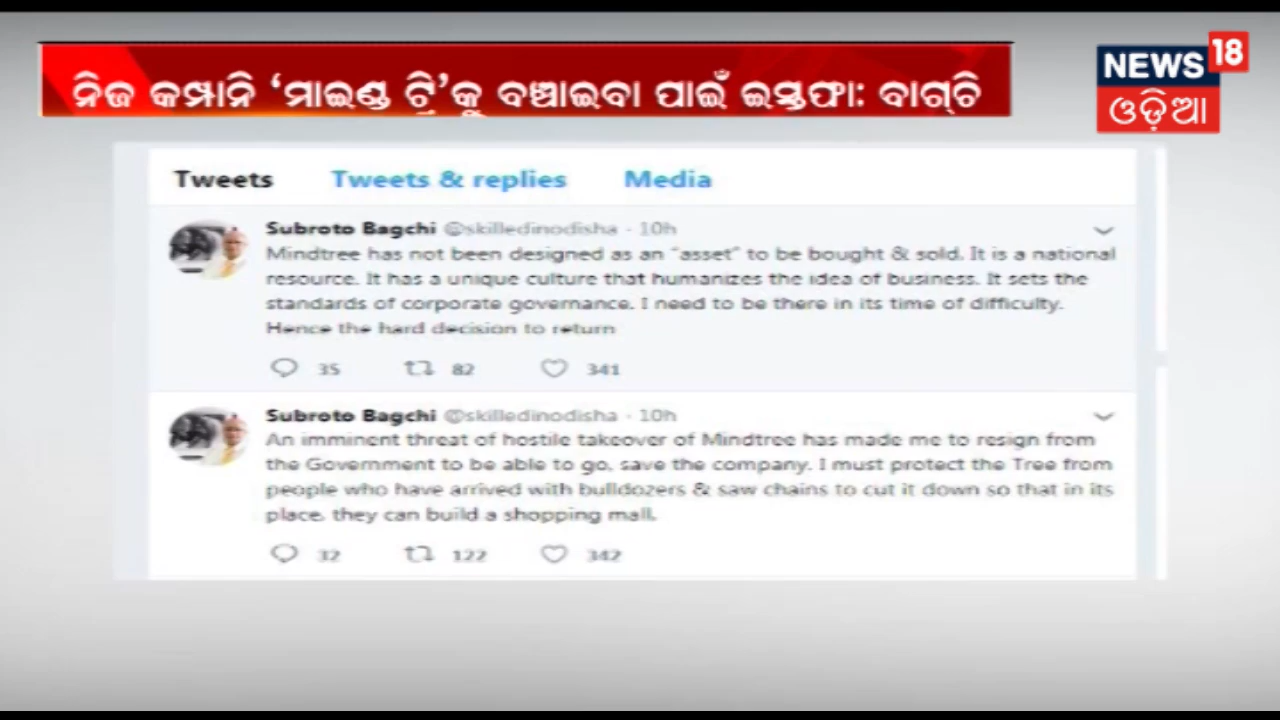 ନିଜ କମ୍ପାନି ‘ମାଇଣ୍ଡ ଟ୍ରି’କୁ ବଞ୍ଚାଇବା ପାଇଁ ଇସ୍ତଫା: ବାଗ୍‌ଚି
NEWS 18
ଓଡ଼ିଆ
Tweets Tweets & replies Media
Subroto Bagchi @skilledinodisha · 10h
Mindtree has not been designed as an "asset" to be bought & sold. It is a national
resource. It has a unique culture that humanizes the idea of business. It sets the
standards of corporate governance. I need to be there in its time of difficulty.
Hence the hard decision to return
35 82 341
Subroto Bagchi @skilledinodisha · 10h
An imminent threat of hostile takeover of Mindtree has made me to resign from
the Government to be able to go, save the company. I must protect the Tree from
people who have arrived with bulldozers & saw chains to cut it down so that in its
place, they can build a shopping mall.
32 122 342